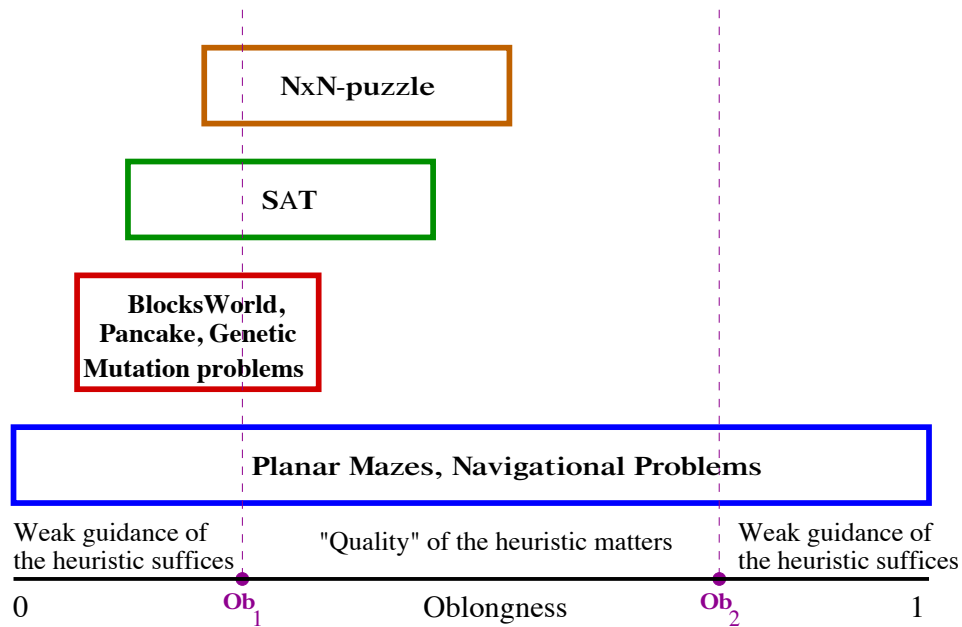 NxN-puzzle
SAT
BlocksWorld,
Pancake, Genetic
Mutation problems
Planar Mazes, Navigational Problems
Weak guidance of
the heuristic suffices
"Quality" of the heuristic matters
Weak guidance of
the heuristic suffices
0
Ob1
Oblongness
Ob2
1